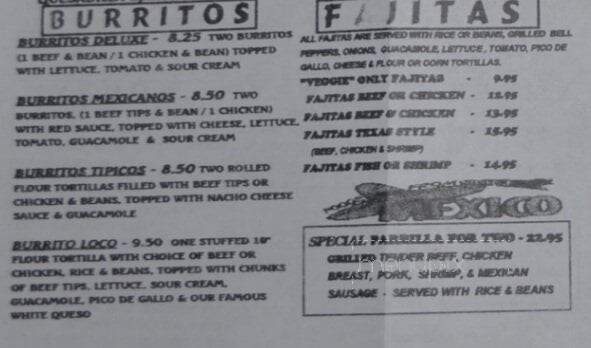 BURRITOS
BURRITOS DELUXE - 8.25 TWO BURRITOS
(1 BEEF & BEAN / 1 CHICKEN & BEAN) TOPPED
WITH LETTUCE, TOMATO & SOUR CREAM
BURRITOS MEXICANOS - 8.50 TWO
BURRITOS, (1 BEEF TIPS & BEAN / 1 CHICKEN)
WITH RED SAUCE, TOPPED WITH CHEESE, LETTUCE,
TOMATO, GUACAMOLE & SOUR CREAM
BURRITOS TIPICOS - 8.50 TWO ROLLED
FLOUR TORTILLAS FILLED WITH BEEF TIPS OR
CHICKEN & BEANS, TOPPED WITH NACHO CHEESE
SAUCE & GUACAMOLE
BURRITO LOCO - 9.50 ONE STUFFED 10"
FLOUR TORTILLA WITH CHOICE OF BEEF OR
CHICKEN, RICE & BEANS, TOPPED WITH CHUNKS
OF BEEF TIPS, LETTUCE, SOUR CREAM,
GUACAMOLE, PICO DE GALLO & OUR FAMOUS
WHITE QUESO
FAJITAS
ALL FAJITAS ARE SERVED WITH RICE OR BEANS, GRILLED BELL
PEPPERS, ONIONS, GUACAMOLE, LETTUCE, TOMATO, PICO DE
GALLO, CHEESE & FLOUR OR CORN TORTILLAS.
"VEGGIE" ONLY FAJITAS - 9.95
FAJITAS BEEF OR CHICKEN - 12.95
FAJITAS BEEF & CHICKEN - 13.95
FAJITAS TEXAS STYLE - 15.95
(BEEF, CHICKEN & SHRIMP)
FAJITAS FISH OR SHRIMP - 14.95
MEXICO
SPECIAL PARRILLA FOR TWO - 22.95
GRILLED TENDER BEEF, CHICKEN
BREAST, PORK, SHRIMP, & MEXICAN
SAUSAGE - SERVED WITH RICE & BEANS